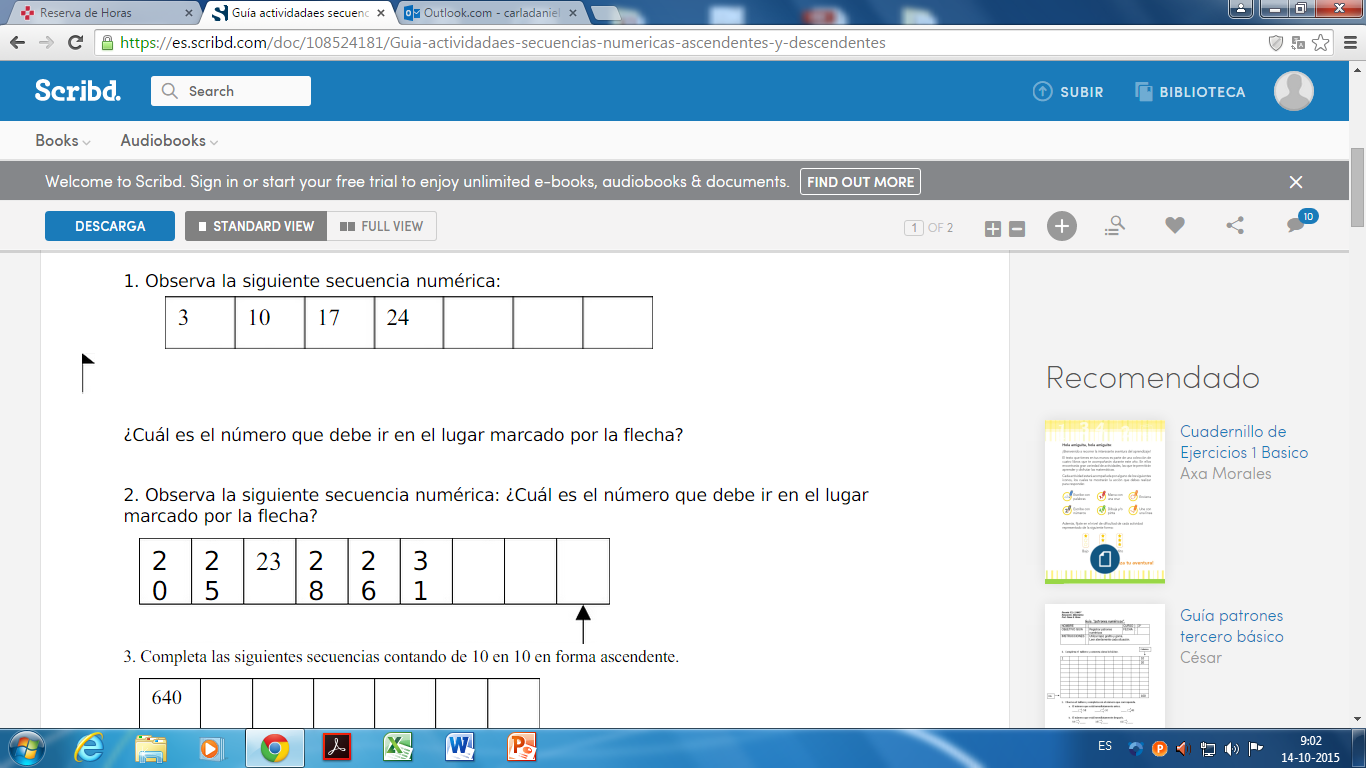 Reserva de Horas
Guía actividadaes secuenc
Outlook.com - carladaniel
https://es.scribd.com/doc/108524181/Guia-actividadaes-secuencias-numericas-ascendentes-y-descendentes
Scribd.
Search
SUBIR
BIBLIOTECA
Books
Audiobooks
Welcome to Scribd. Sign in or start your free trial to enjoy unlimited e-books, audiobooks & documents.
FIND OUT MORE
DESCARGA
STANDARD VIEW
FULL VIEW
1 OF 2
10
1. Observa la siguiente secuencia numérica:
3 10 17 24
¿Cuál es el número que debe ir en el lugar marcado por la flecha?
2. Observa la siguiente secuencia numérica: ¿Cuál es el número que debe ir en el lugar
marcado por la flecha?
20 25 23 28 26 31
3. Completa las siguientes secuencias contando de 10 en 10 en forma ascendente.
640
Recomendado
Cuadernillo de
Ejercicios 1 Basico
Axa Morales
Guía patrones
tercero básico
César
ES
9:02
14-10-2015